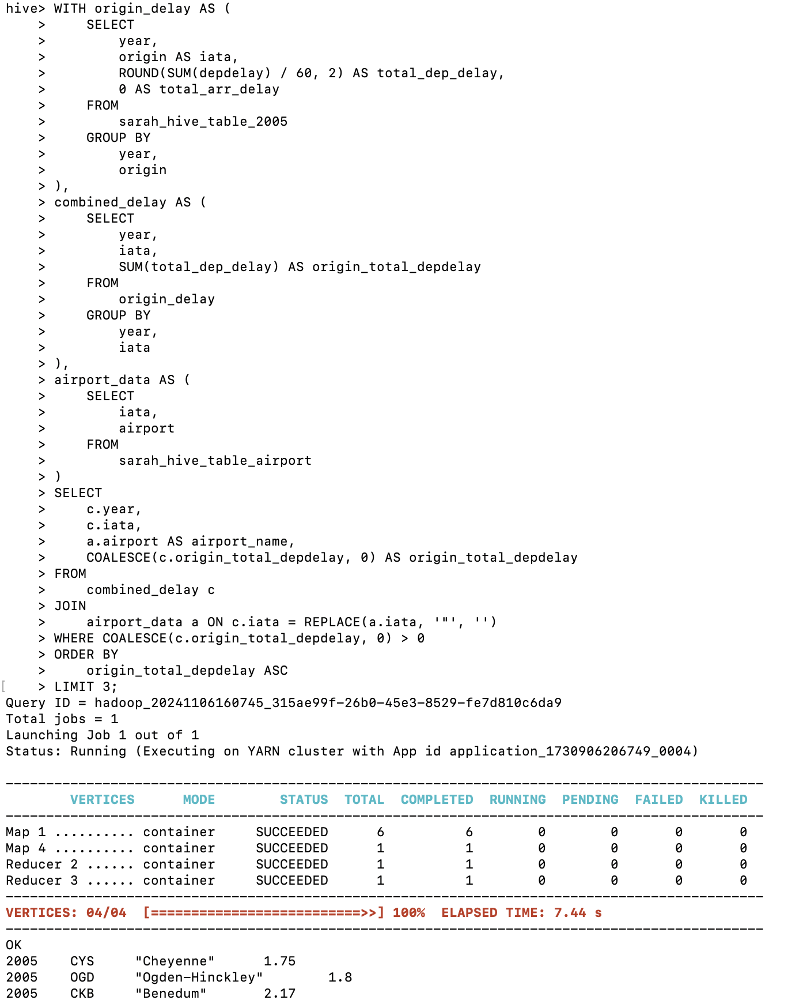 hive> WITH origin_delay AS (
    >     SELECT
    >         year,
    >         origin AS iata,
    >         ROUND(SUM(depdelay) / 60, 2) AS total_dep_delay,
    >         0 AS total_arr_delay
    >     FROM
    >         sarah_hive_table_2005
    >     GROUP BY
    >         year,
    >         origin
    > ),
    > combined_delay AS (
    >     SELECT
    >         year,
    >         iata,
    >         SUM(total_dep_delay) AS origin_total_depdelay
    >     FROM
    >         origin_delay
    >     GROUP BY
    >         year,
    >         iata
    > ),
    > airport_data AS (
    >     SELECT
    >         iata,
    >         airport
    >     FROM
    >         sarah_hive_table_airport
    > )
    > SELECT
    >     c.year,
    >     c.iata,
    >     a.airport AS airport_name,
    >     COALESCE(c.origin_total_depdelay, 0) AS origin_total_depdelay
    > FROM
    >     combined_delay c
    > JOIN
    >     airport_data a ON c.iata = REPLACE(a.iata, '"', '')
    > WHERE COALESCE(c.origin_total_depdelay, 0) > 0
    > ORDER BY
    >     origin_total_depdelay ASC
[    > LIMIT 3;
Query ID = hadoop_20241106160745_315ae99f-26b0-45e3-8529-fe7d810c6da9
Total jobs = 1
Launching Job 1 out of 1
Status: Running (Executing on YARN cluster with App id application_1730906206749_0004)
----------------------------------------------------------------------------------------------
        VERTICES      MODE        STATUS  TOTAL  COMPLETED  RUNNING  PENDING  FAILED  KILLED
----------------------------------------------------------------------------------------------
Map 1 .......... container     SUCCEEDED      6          6        0        0       0       0
Map 4 .......... container     SUCCEEDED      1          1        0        0       0       0
Reducer 2 ...... container     SUCCEEDED      1          1        0        0       0       0
Reducer 3 ...... container     SUCCEEDED      1          1        0        0       0       0
----------------------------------------------------------------------------------------------
VERTICES: 04/04  [==========================>>] 100%  ELAPSED TIME: 7.44 s
----------------------------------------------------------------------------------------------
OK
2005    CYS     "Cheyenne"      1.75
2005    OGD     "Ogden-Hinckley"        1.8
2005    CKB     "Benedum"       2.17